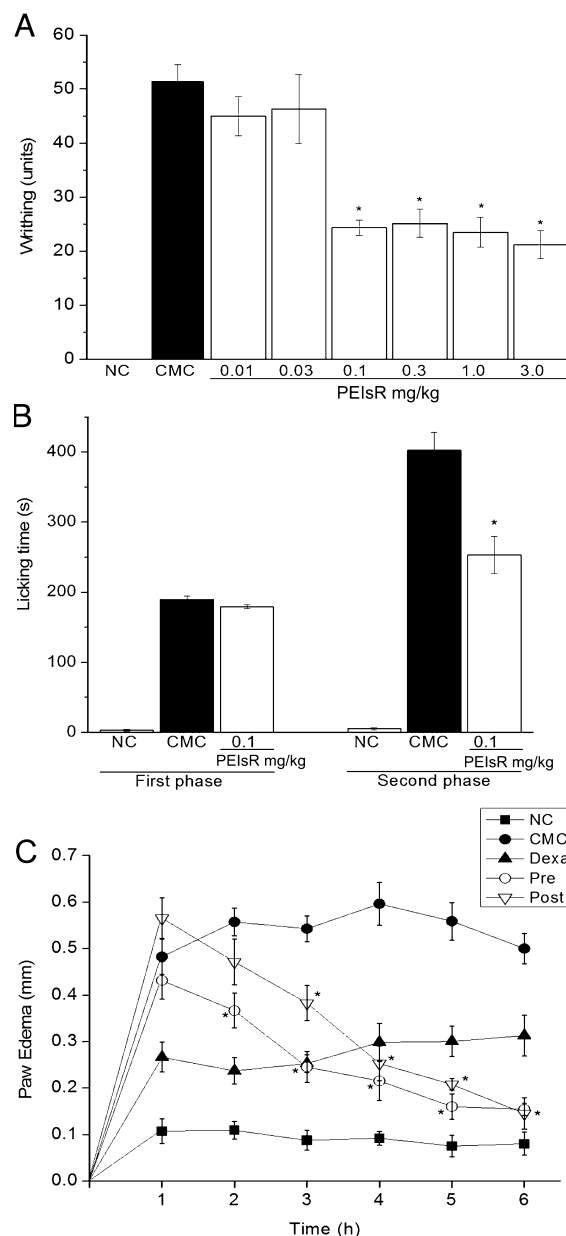 A
60
50
40
30
20
10
0
Writhing (units)
*
*
*
*
NC CMC 0.01 0.03 0.1 0.3 1.0 3.0
PEIsR mg/kg
B
400
300
200
100
0
Licking time (s)
*
NC CMC 0.1 NC CMC 0.1
PEIsR mg/kg PEIsR mg/kg
First phase Second phase
NC
CMC
Dexa
Pre
Post
C
0.7
0.6
0.5
0.4
0.3
0.2
0.1
0.0
Paw Edema (mm)
*
*
*
*
*
*
*
*
1 2 3 4 5 6
Time (h)